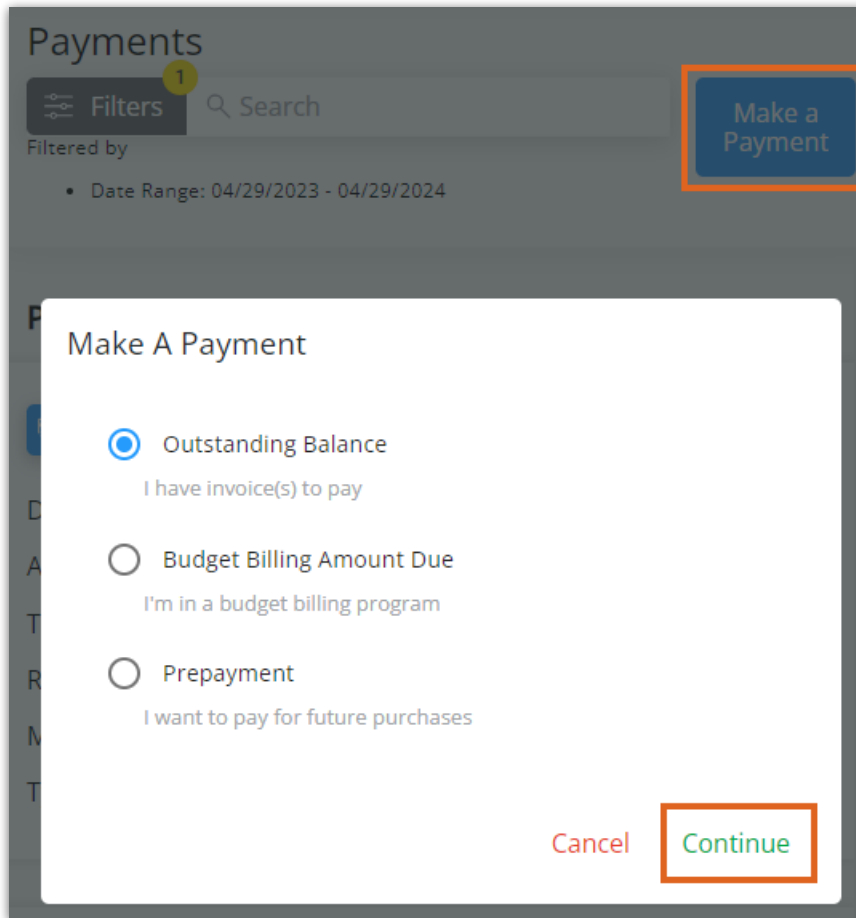 Payments
1
Filters
Search
Make a
Payment
Filtered by
• Date Range: 04/29/2023 - 04/29/2024
P
Make A Payment
Outstanding Balance
I have invoice(s) to pay
D
Budget Billing Amount Due
A
I'm in a budget billing program
T
Prepayment
R
I want to pay for future purchases
M
T
Cancel
Continue